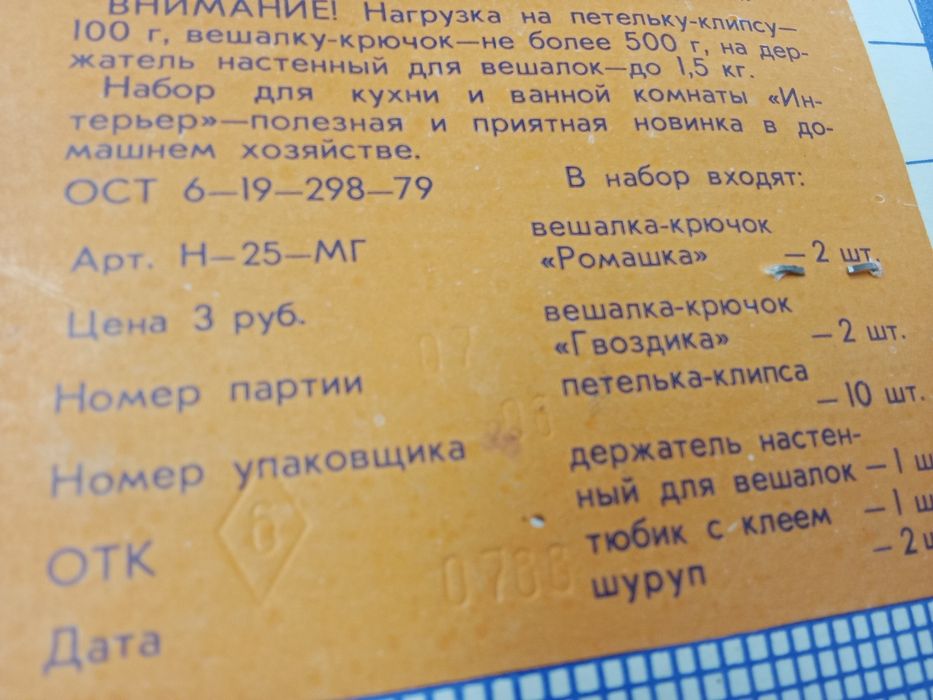 ВНИМАНИЕ! Нагрузка на петельку-клипсу—
100 г, вешалку-крючок—не более 500 г, на дер-
жатель настенный для вешалок—до 1,5 кг.
Набор для кухни и ванной комнаты «Ин-
терьер»—полезная и приятная новинка в до-
машнем хозяйстве.
ОСТ 6—19—298—79
Арт. Н—25—МГ
Цена 3 руб.
07
Номер партии
01
Номер упаковщика
6
ОТК
Дата
В набор входят:
вешалка-крючок
«Ромашка» —2 шт.
вешалка-крючок
«Гвоздика» —2 шт.
петелька-клипса
—10 шт.
держатель настен-
ный для вешалок —1 ш
тюбик с клеем —1 ш
шуруп —2 ш